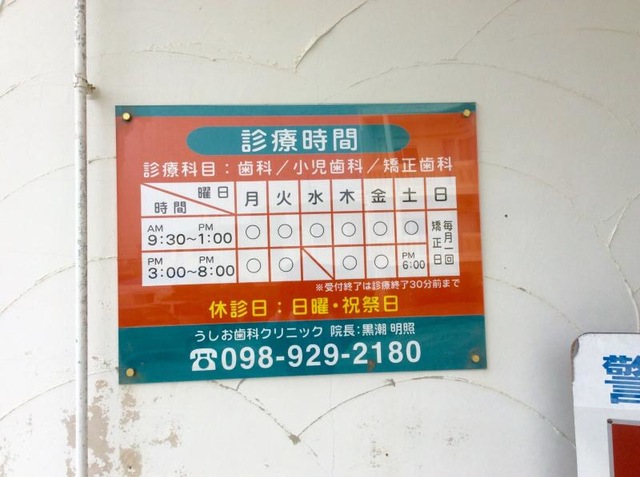 診療時間
診療科目：歯科／小児歯科／矯正歯科
曜日 月 火 水 木 金 土 日
時間
AM 9:30～PM 1:00 ○ ○ ○ ○ ○ ○ 毎月一回矯正日
PM 3:00～PM 8:00 ○ ○ ＼ ○ ○ PM 6:00
※受付終了は診療終了30分前まで
休診日：日曜・祝祭日
うしお歯科クリニック 院長：黒潮 明照
☎098-929-2180
警